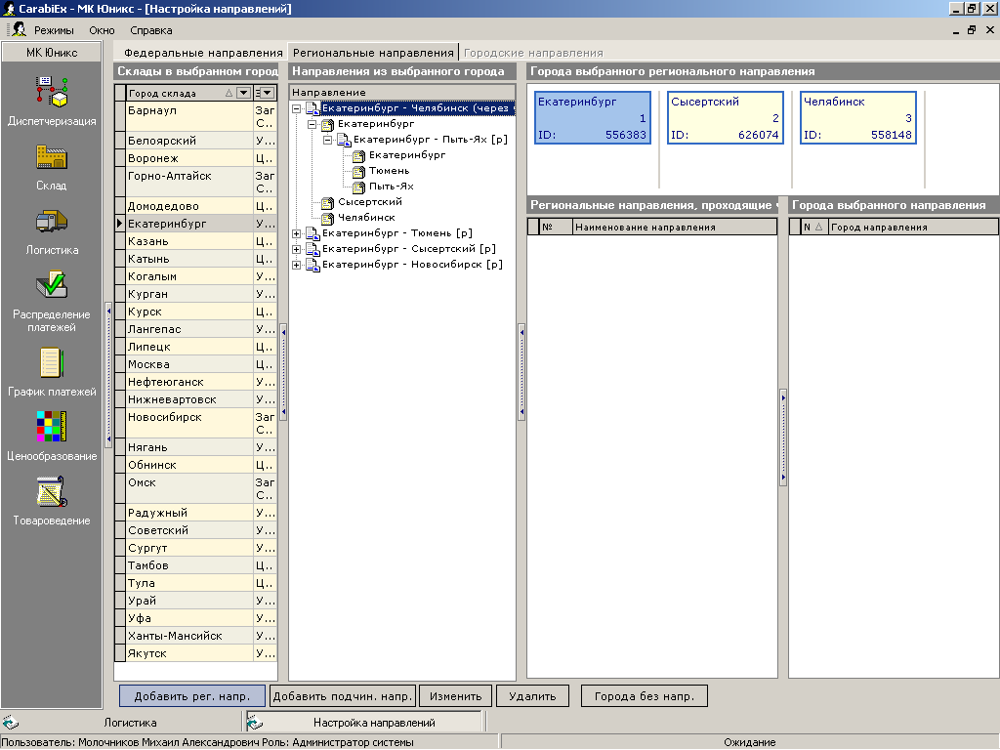 CarabiEx - МК Юникс - [Настройка направлений]
Режимы Окно Справка
МК Юникс
Диспетчеризация
Склад
Логистика
Распределение
платежей
График платежей
Ценообразование
Товароведение
Федеральные направления Региональные направления Городские направления
Склады в выбранном город
Город склада
Барнаул Заг
С..
Белоярский У...
Воронеж Ц..
Горно-Алтайск Заг
С..
Домодедово Ц..
Екатеринбург У...
Казань Ц..
Катынь Ц..
Когалым У...
Курган У...
Курск Ц..
Лангепас У...
Липецк Ц..
Москва Ц..
Нефтеюганск У...
Нижневартовск У...
Новосибирск Заг
С..
Нягань У...
Обнинск Ц..
Омск Заг
С..
Радужный У...
Советский У...
Сургут У...
Тамбов Ц..
Тула Ц..
Урай У...
Уфа У...
Ханты-Мансийск У...
Якутск У...
Направления из выбранного города
Направление
Екатеринбург - Челябинск (через
Екатеринбург
Екатеринбург - Пыть-Ях [р]
Екатеринбург
Тюмень
Пыть-Ях
Сысертский
Челябинск
Екатеринбург - Тюмень [р]
Екатеринбург - Сысертский [р]
Екатеринбург - Новосибирск [р]
Города выбранного регионального направления
Екатеринбург
1
ID: 556383
Сысертский
2
ID: 626074
Челябинск
3
ID: 558148
Региональные направления, проходящие
№ Наименование направления
Города выбранного направления
N Город направления
Добавить рег. напр. Добавить подчин. напр. Изменить Удалить Города без напр.
Логистика Настройка направлений
Пользователь: Молочников Михаил Александрович Роль: Администратор системы Ожидание